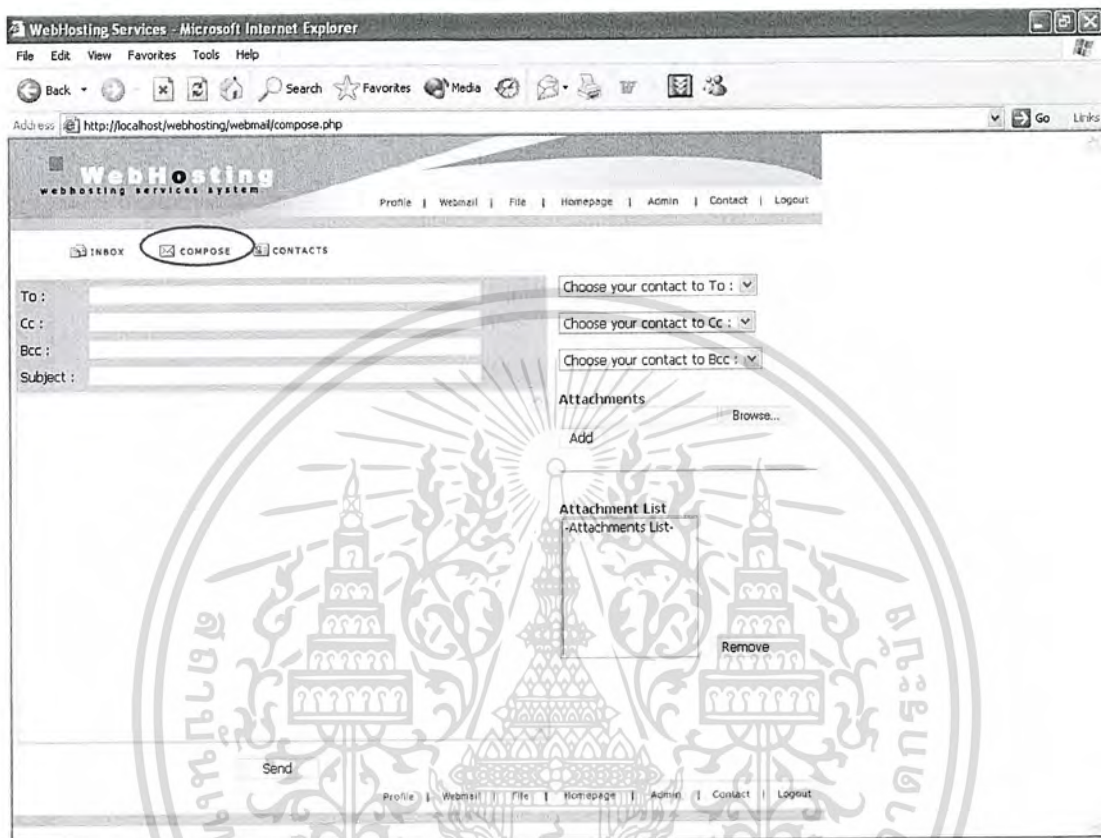 WebHosting Services - Microsoft Internet Explorer
File Edit View Favorites Tools Help
Back Search Favorites Media
Address http://localhost/webhosting/webmail/compose.php Go Links
WebHosting
webhosting services system
Profile | Webmail | File | Homepage | Admin | Contact | Logout
INBOX COMPOSE CONTACTS
To :
Cc :
Bcc :
Subject :
Choose your contact to To :
Choose your contact to Cc :
Choose your contact to Bcc :
Attachments
Browse...
Add
Attachment List
-Attachments List-
Remove
Send
Profile | Webmail | File | Homepage | Admin | Contact | Logout